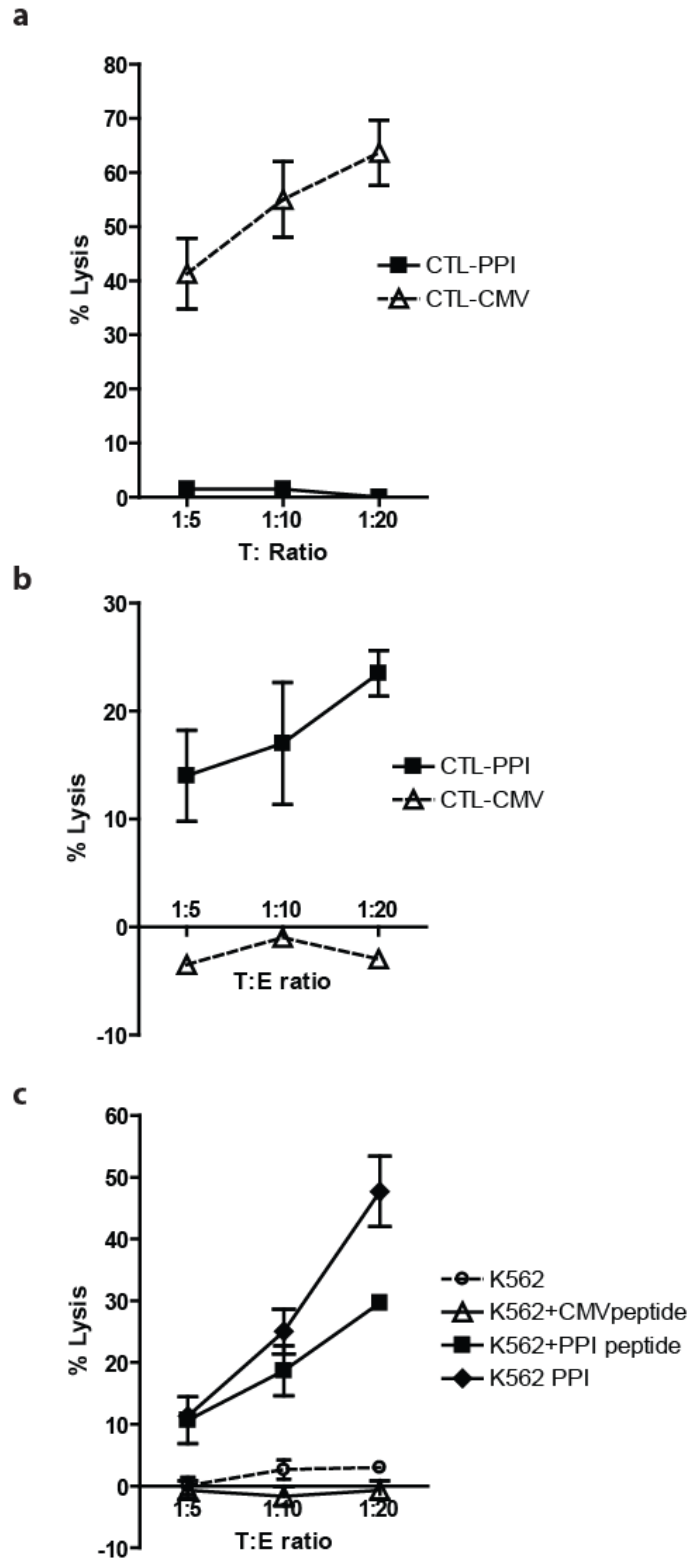 a
80
70
60
50
40
30
20
10
0
% Lysis
1:5 1:10 1:20
T: Ratio
CTL-PPI
CTL-CMV
b
30
20
10
0
-10
% Lysis
1:5 1:10 1:20
T:E ratio
CTL-PPI
CTL-CMV
c
60
50
40
30
20
10
0
-10
% Lysis
1:5 1:10 1:20
T:E ratio
K562
K562+CMVpeptide
K562+PPI peptide
K562 PPI